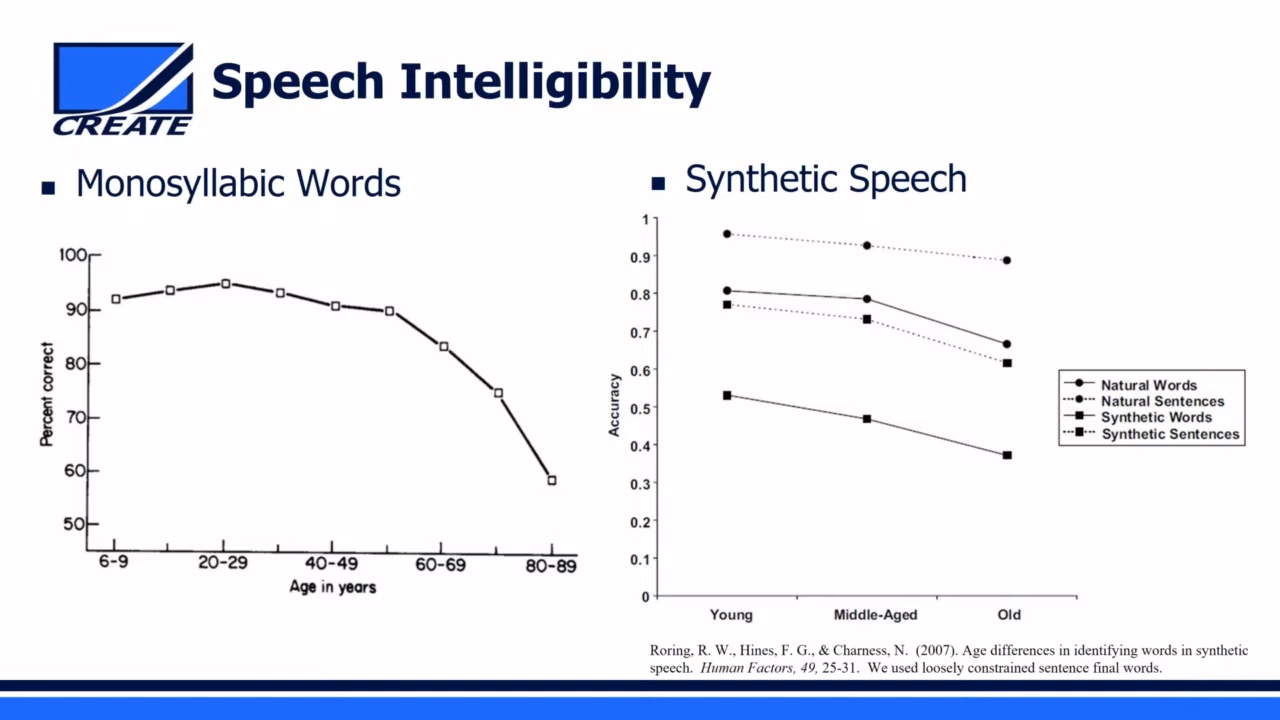 CREATE
Speech Intelligibility
Monosyllabic Words
Percent correct
100
90
80
70
60
50
6-9
20-29
40-49
60-69
80-89
Age in years
Synthetic Speech
Accuracy
1
0.9
0.8
0.7
0.6
0.5
0.4
0.3
0.2
0.1
0
Young
Middle-Aged
Old
Natural Words
Natural Sentences
Synthetic Words
Synthetic Sentences
Roring, R. W., Hines, F. G., & Charness, N. (2007). Age differences in identifying words in synthetic
speech. Human Factors, 49, 25-31. We used loosely constrained sentence final words.